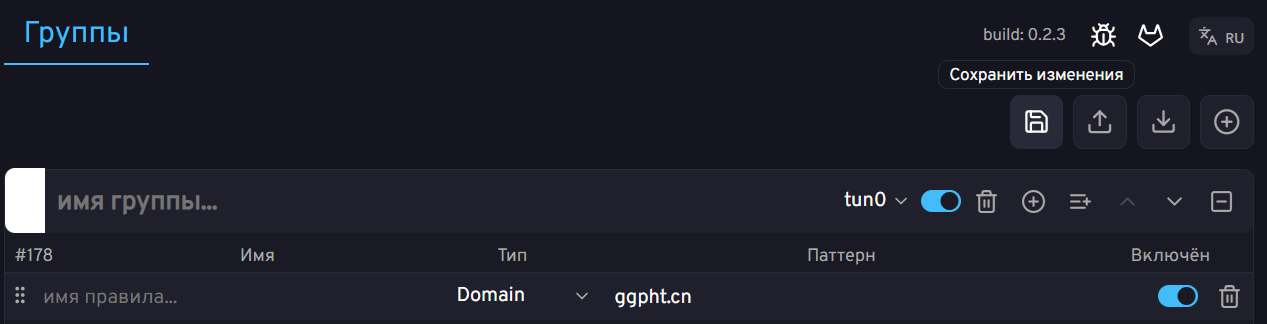 Группы
build: 0.2.3
RU
Сохранить изменения
имя группы...
tun0
#178 Имя Тип Паттерн Включён
имя правила... Domain ggpht.cn